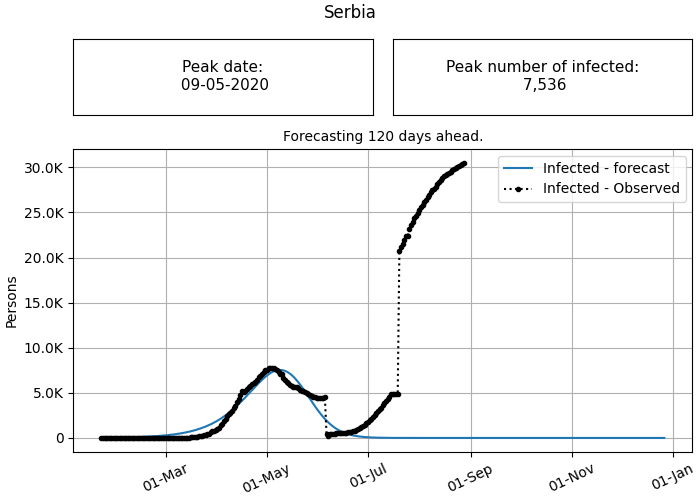 Serbia
Peak date:
09-05-2020
Peak number of infected:
7,536
Forecasting 120 days ahead.
30.0K
25.0K
20.0K
15.0K
10.0K
5.0K
0
Persons
Infected - forecast
Infected - Observed
01-Mar
01-May
01-Jul
01-Sep
01-Nov
01-Jan